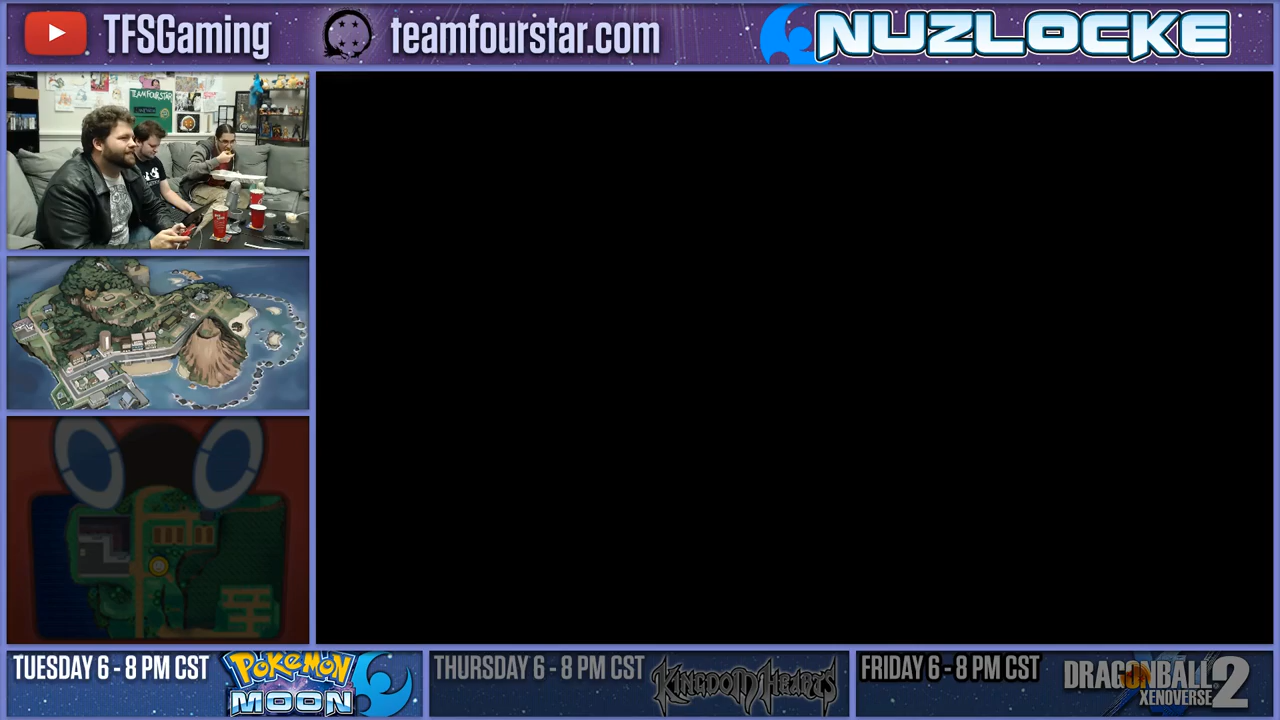 TFSGaming
teamfourstar.com
NUZLOCKE
TEAMFOURSTAR
TUESDAY 6 - 8 PM CST
POKÉMON
MOON
THURSDAY 6 - 8 PM CST
KINGDOM HEARTS
FRIDAY 6 - 8 PM CST
DRAGONBALL
XENOVERSE 2